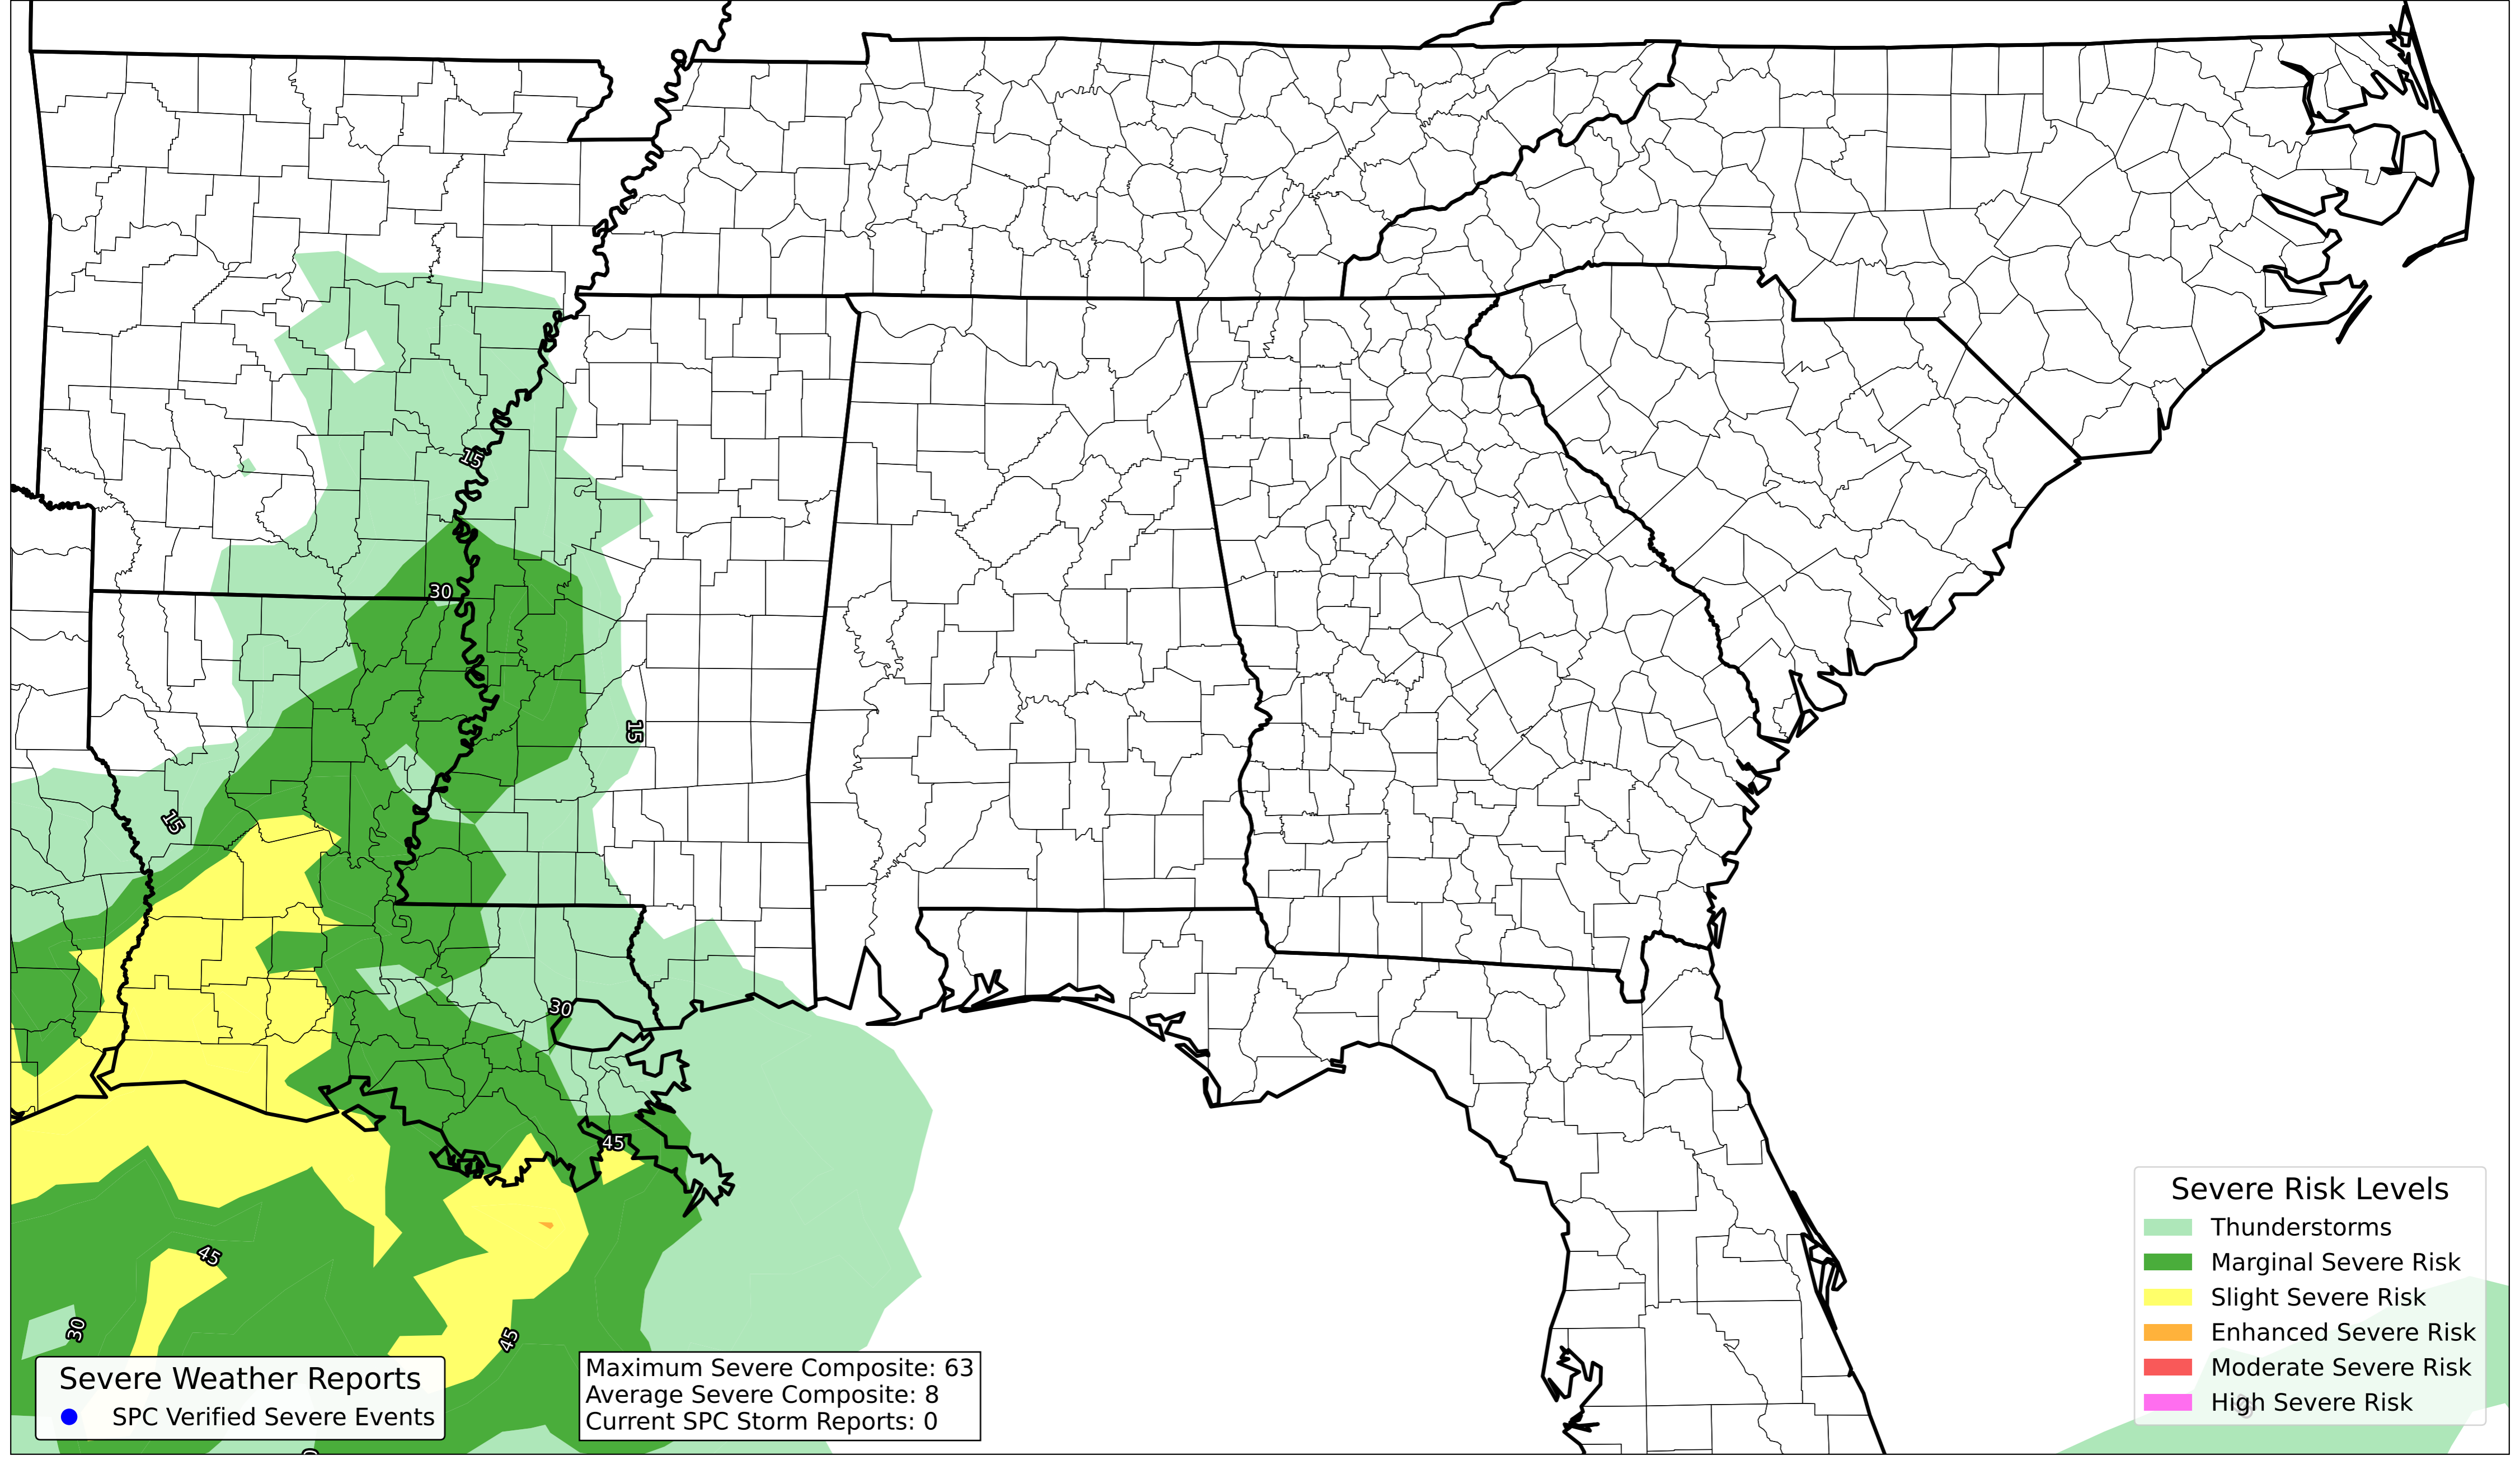 15
30
15
15
30
45
45
30
45
Severe Weather Reports
SPC Verified Severe Events
Maximum Severe Composite: 63
Average Severe Composite: 8
Current SPC Storm Reports: 0
Severe Risk Levels
Thunderstorms
Marginal Severe Risk
Slight Severe Risk
Enhanced Severe Risk
Moderate Severe Risk
High Severe Risk